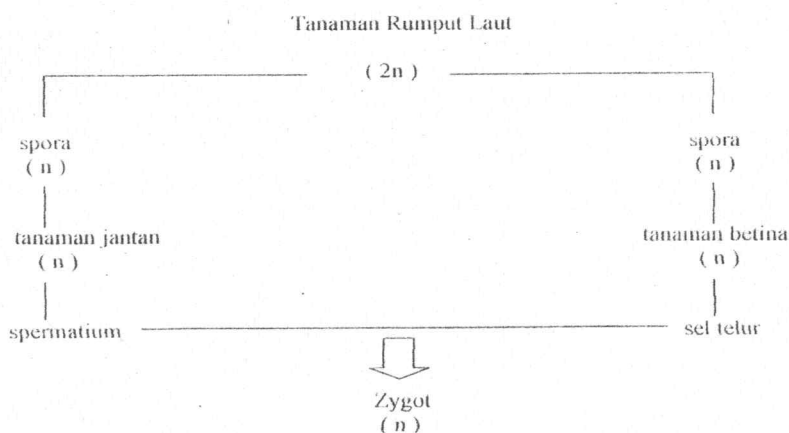 Tanaman Rumput Laut
( 2n )
spora
( n )
spora
( n )
tanaman jantan
( n )
tanaman betina
( n )
spermatium
sel telur
Zygot
( n )